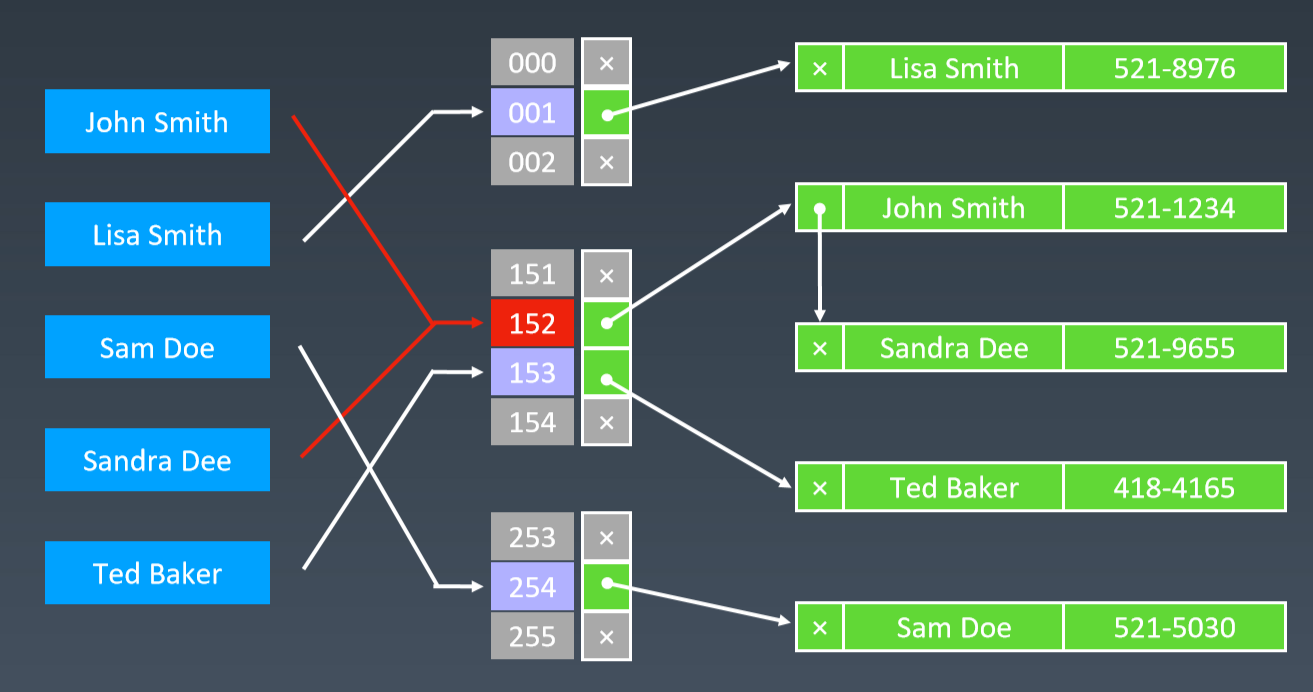 John Smith
Lisa Smith
Sam Doe
Sandra Dee
Ted Baker
000 ×
001
002 ×
151 ×
152
153
154 ×
253 ×
254
255 ×
× Lisa Smith 521-8976
John Smith 521-1234
× Sandra Dee 521-9655
× Ted Baker 418-4165
× Sam Doe 521-5030